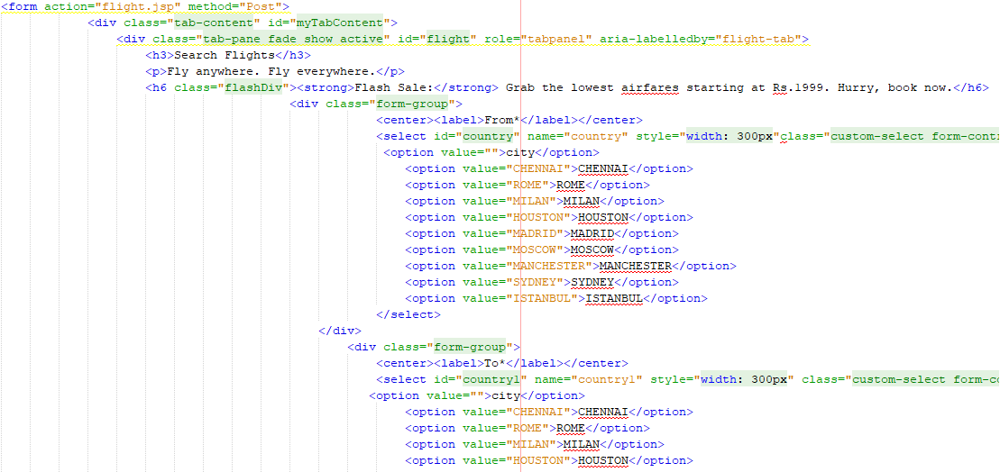 <form action="flight.jsp" method="Post">
<div class="tab-content" id="myTabContent">
<div class="tab-pane fade show active" id="flight" role="tabpanel" aria-labelledby="flight-tab">
<h3>Search Flights</h3>
<p>Fly anywhere. Fly everywhere.</p>
<h6 class="flashDiv"><strong>Flash Sale:</strong> Grab the lowest airfares starting at Rs.1999. Hurry, book now.</h6>
<div class="form-group">
<center><label>From*</label></center>
<select id="country" name="country" style="width: 300px"class="custom-select form-contr
<option value="">city</option>
<option value="CHENNAI">CHENNAI</option>
<option value="ROME">ROME</option>
<option value="MILAN">MILAN</option>
<option value="HOUSTON">HOUSTON</option>
<option value="MADRID">MADRID</option>
<option value="MOSCOW">MOSCOW</option>
<option value="MANCHESTER">MANCHESTER</option>
<option value="SYDNEY">SYDNEY</option>
<option value="ISTANBUL">ISTANBUL</option>
</select>
</div>
<div class="form-group">
<center><label>To*</label></center>
<select id="country1" name="country1" style="width: 300px" class="custom-select form-co
<option value="">city</option>
<option value="CHENNAI">CHENNAI</option>
<option value="ROME">ROME</option>
<option value="MILAN">MILAN</option>
<option value="HOUSTON">HOUSTON</option>